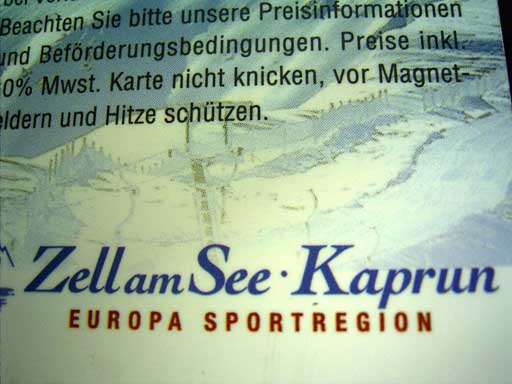 Beachten Sie bitte unsere Preisinformationen
und Beförderungsbedingungen. Preise inkl.
0% Mwst. Karte nicht knicken, vor Magnet-
eldern und Hitze schützen.
Zell am See · Kaprun
EUROPA SPORTREGION